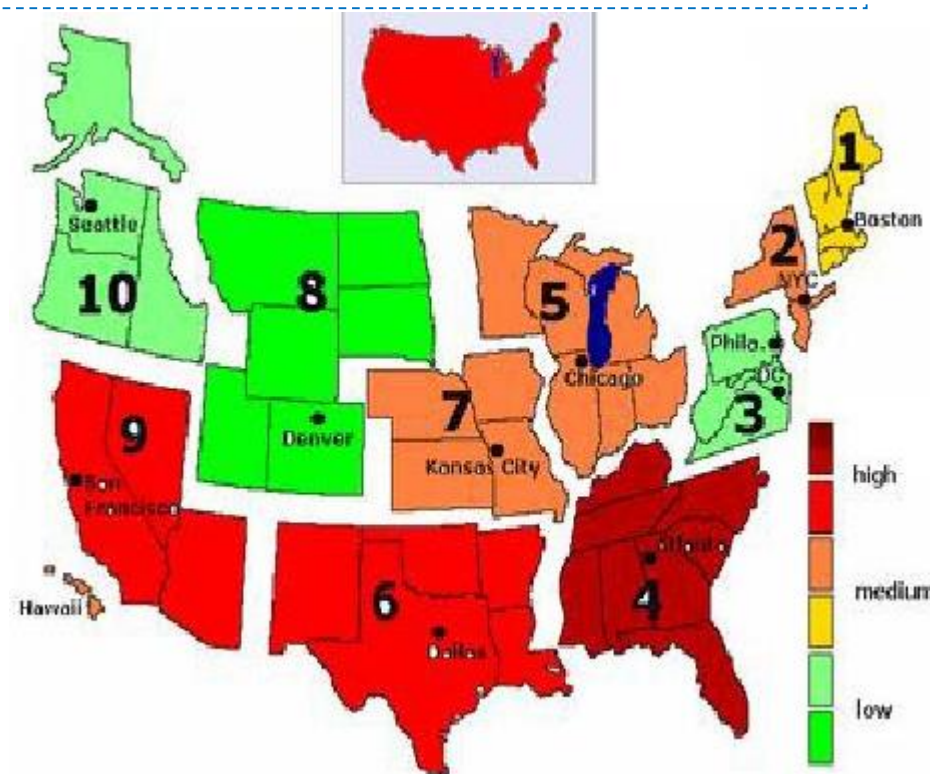 1
Boston
Seattle
2
NYC
10
8
5
Phila.
DC
Chicago
3
9
7
Denver
Kansas City
high
San
Francisco
Atlanta
medium
6
4
Hawaii
Dallas
low